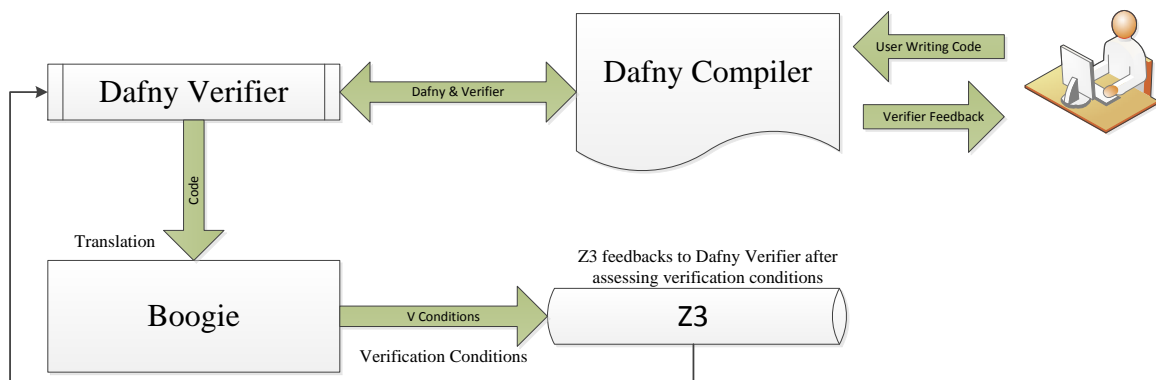 User Writing Code
Dafny Verifier
Dafny & Verifier
Dafny Compiler
Verifier Feedback
Code
Translation
Z3 feedbacks to Dafny Verifier after
assessing verification conditions
Boogie
V Conditions
Z3
Verification Conditions